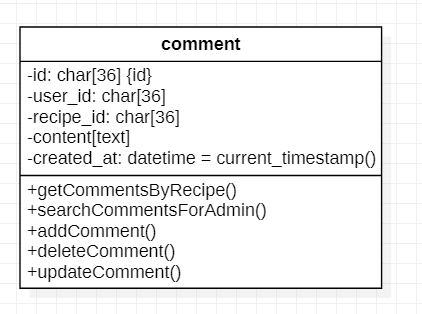 comment
-id: char[36] {id}
-user_id: char[36]
-recipe_id: char[36]
-content[text]
-created_at: datetime = current_timestamp()
+getCommentsByRecipe()
+searchCommentsForAdmin()
+addComment()
+deleteComment()
+updateComment()